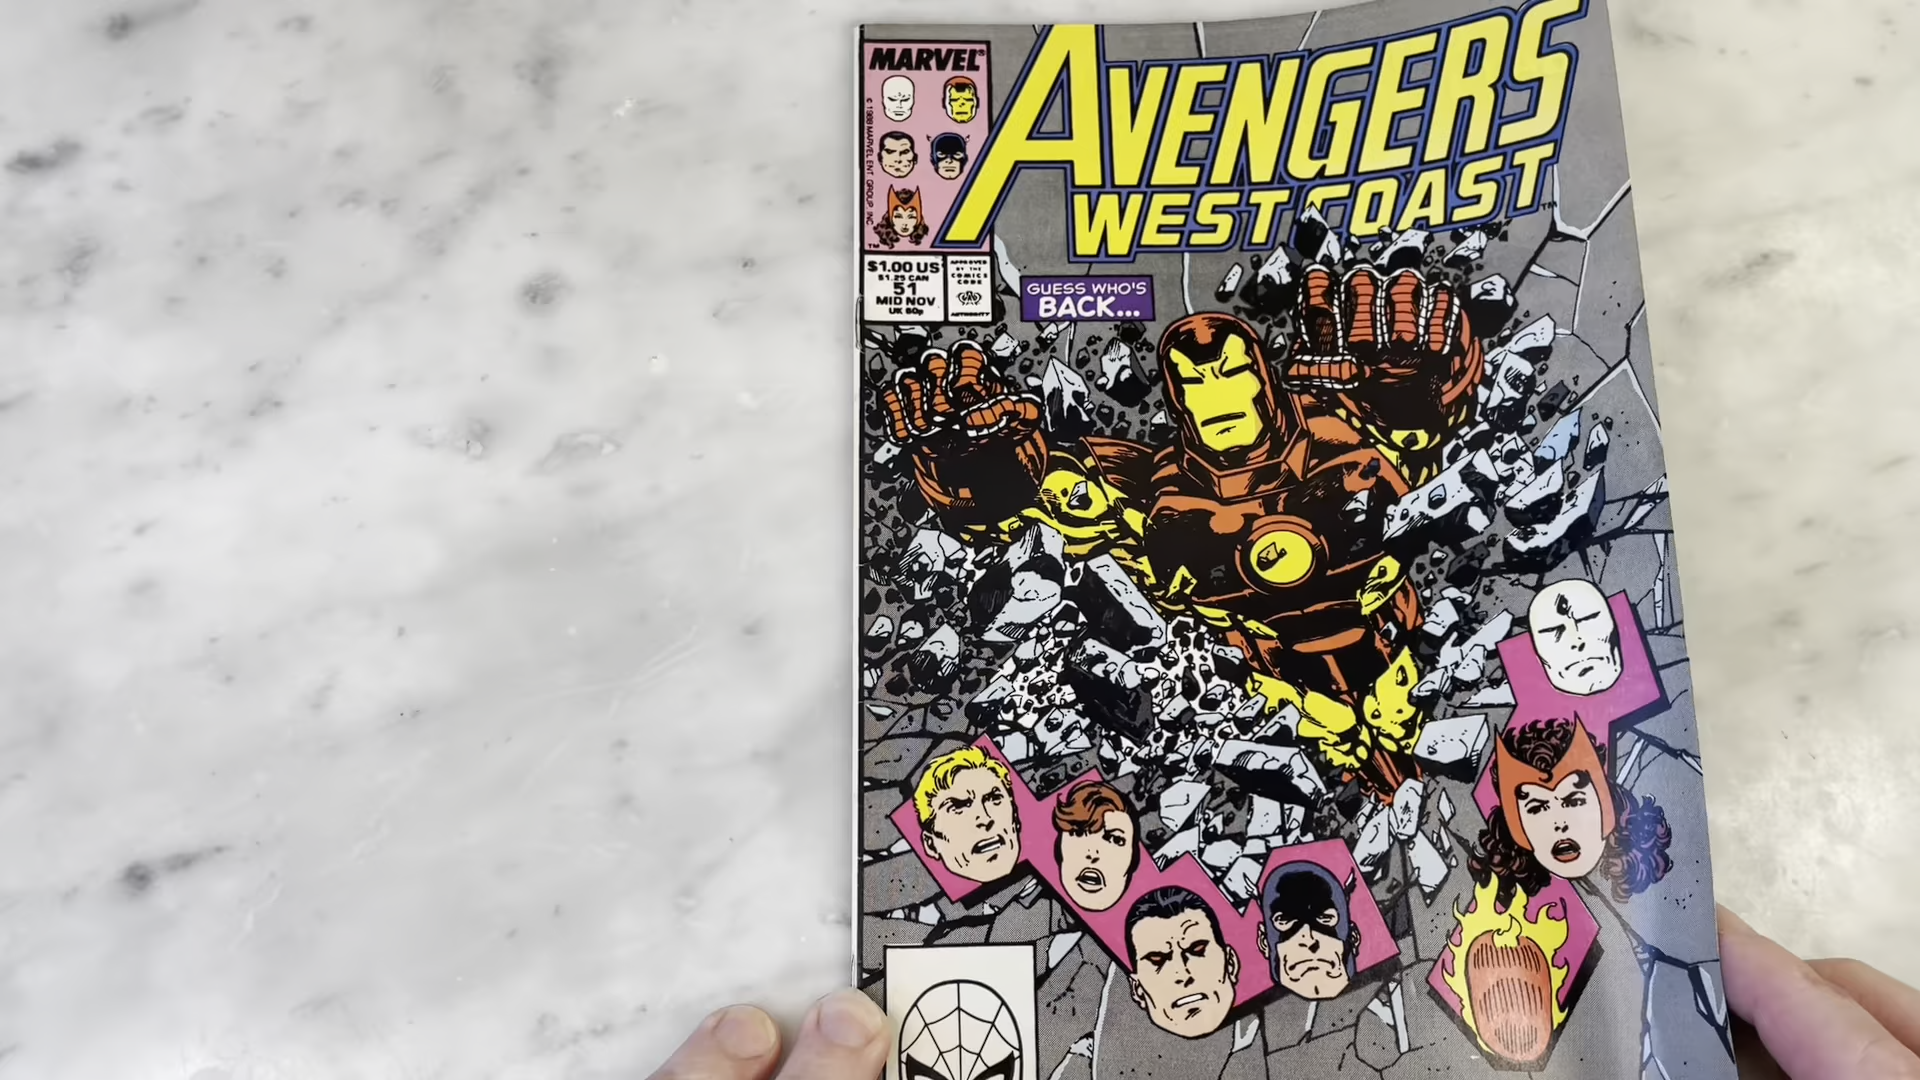 MARVEL®
© 1989 MARVEL ENT. GROUP, INC.
TM
AVENGERS
WEST COAST TM
$1.00 US
$1.25 CAN
51
MID NOV
UK 60p
APPROVED
BY THE
COMICS
CODE
AUTHORITY
GUESS WHO'S
BACK...